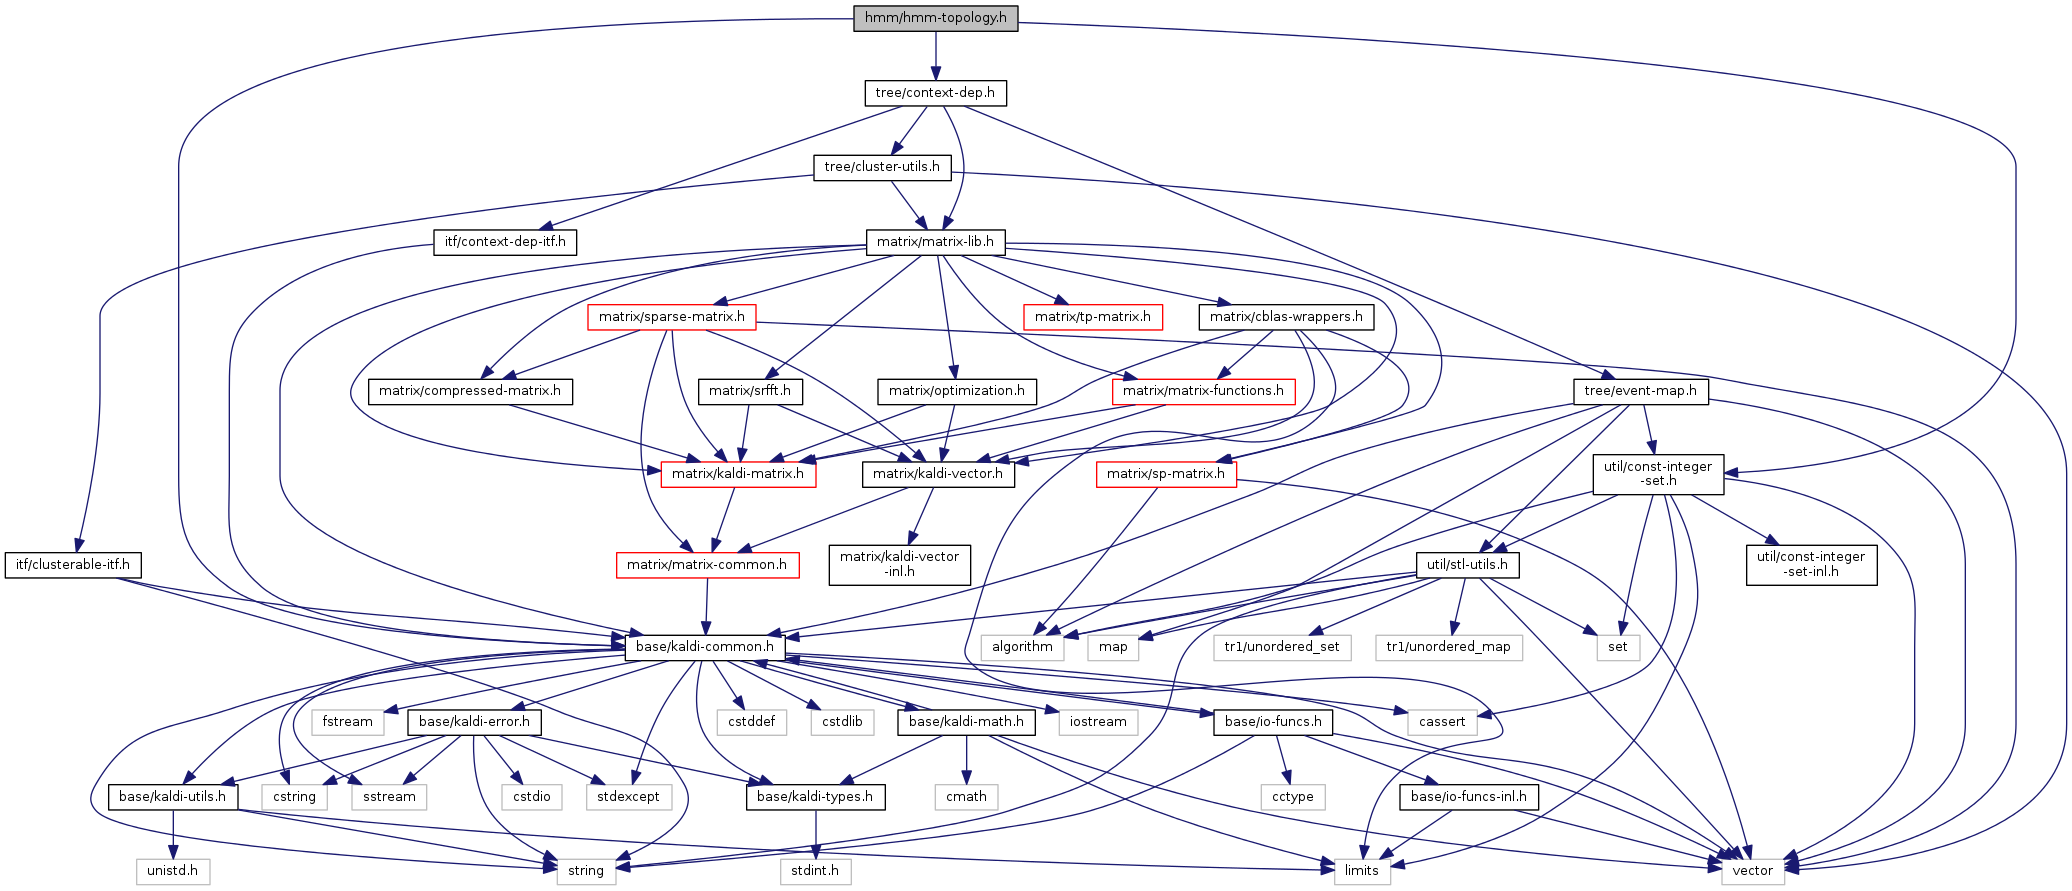 hmm/hmm-topology.h
tree/context-dep.h
tree/cluster-utils.h
itf/context-dep-itf.h
matrix/matrix-lib.h
matrix/sparse-matrix.h
matrix/tp-matrix.h
matrix/cblas-wrappers.h
matrix/compressed-matrix.h
matrix/srfft.h
matrix/optimization.h
matrix/matrix-functions.h
tree/event-map.h
matrix/kaldi-matrix.h
matrix/kaldi-vector.h
matrix/sp-matrix.h
util/const-integer
-set.h
itf/clusterable-itf.h
matrix/matrix-common.h
matrix/kaldi-vector
-inl.h
util/stl-utils.h
util/const-integer
-set-inl.h
base/kaldi-common.h
algorithm
map
tr1/unordered_set
tr1/unordered_map
set
fstream
base/kaldi-error.h
cstddef
cstdlib
base/kaldi-math.h
iostream
base/io-funcs.h
cassert
base/kaldi-utils.h
cstring
sstream
cstdio
stdexcept
base/kaldi-types.h
cmath
cctype
base/io-funcs-inl.h
unistd.h
string
stdint.h
limits
vector